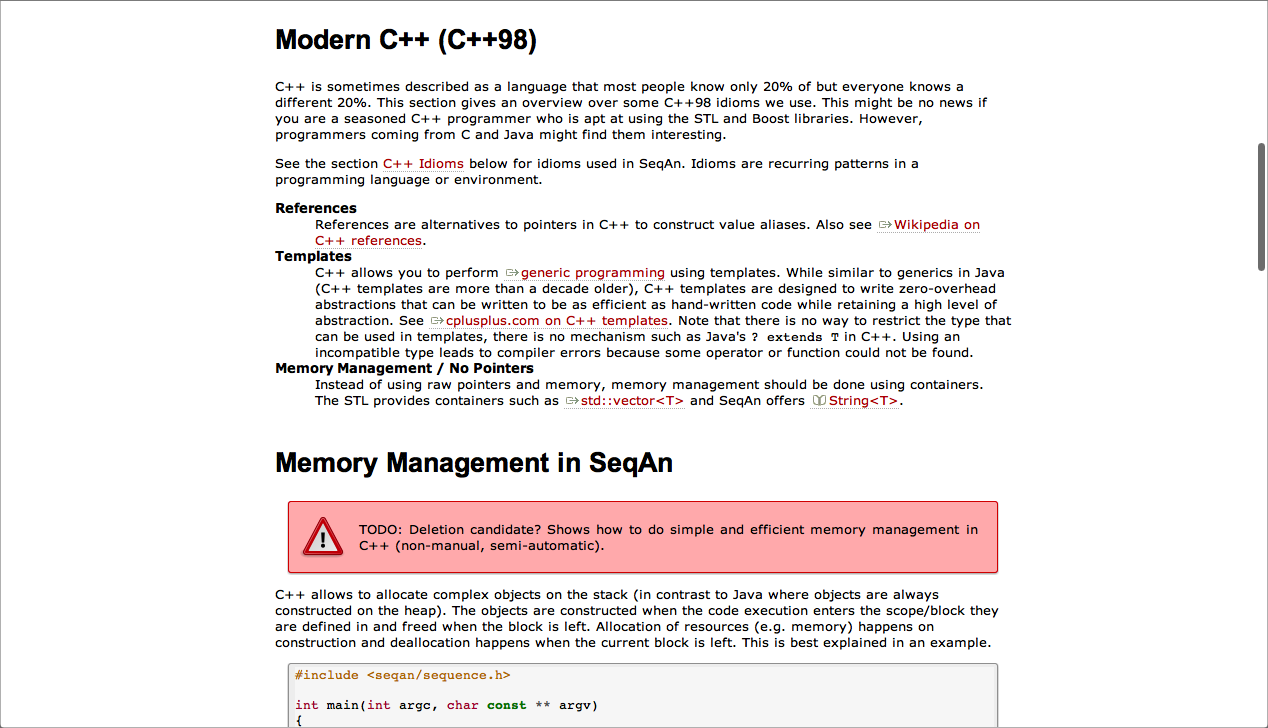 Modern C++ (C++98)
C++ is sometimes described as a language that most people know only 20% of but everyone knows a
different 20%. This section gives an overview over some C++98 idioms we use. This might be no news if
you are a seasoned C++ programmer who is apt at using the STL and Boost libraries. However,
programmers coming from C and Java might find them interesting.
See the section C++ Idioms below for idioms used in SeqAn. Idioms are recurring patterns in a
programming language or environment.
References
References are alternatives to pointers in C++ to construct value aliases. Also see Wikipedia on
C++ references.
Templates
C++ allows you to perform generic programming using templates. While similar to generics in Java
(C++ templates are more than a decade older), C++ templates are designed to write zero-overhead
abstractions that can be written to be as efficient as hand-written code while retaining a high level of
abstraction. See cplusplus.com on C++ templates. Note that there is no way to restrict the type that
can be used in templates, there is no mechanism such as Java's ? extends T in C++. Using an
incompatible type leads to compiler errors because some operator or function could not be found.
Memory Management / No Pointers
Instead of using raw pointers and memory, memory management should be done using containers.
The STL provides containers such as std::vector<T> and SeqAn offers String<T>.
Memory Management in SeqAn
TODO: Deletion candidate? Shows how to do simple and efficient memory management in
C++ (non-manual, semi-automatic).
C++ allows to allocate complex objects on the stack (in contrast to Java where objects are always
constructed on the heap). The objects are constructed when the code execution enters the scope/block they
are defined in and freed when the block is left. Allocation of resources (e.g. memory) happens on
construction and deallocation happens when the current block is left. This is best explained in an example.
#include <seqan/sequence.h>
int main(int argc, char const ** argv)
{